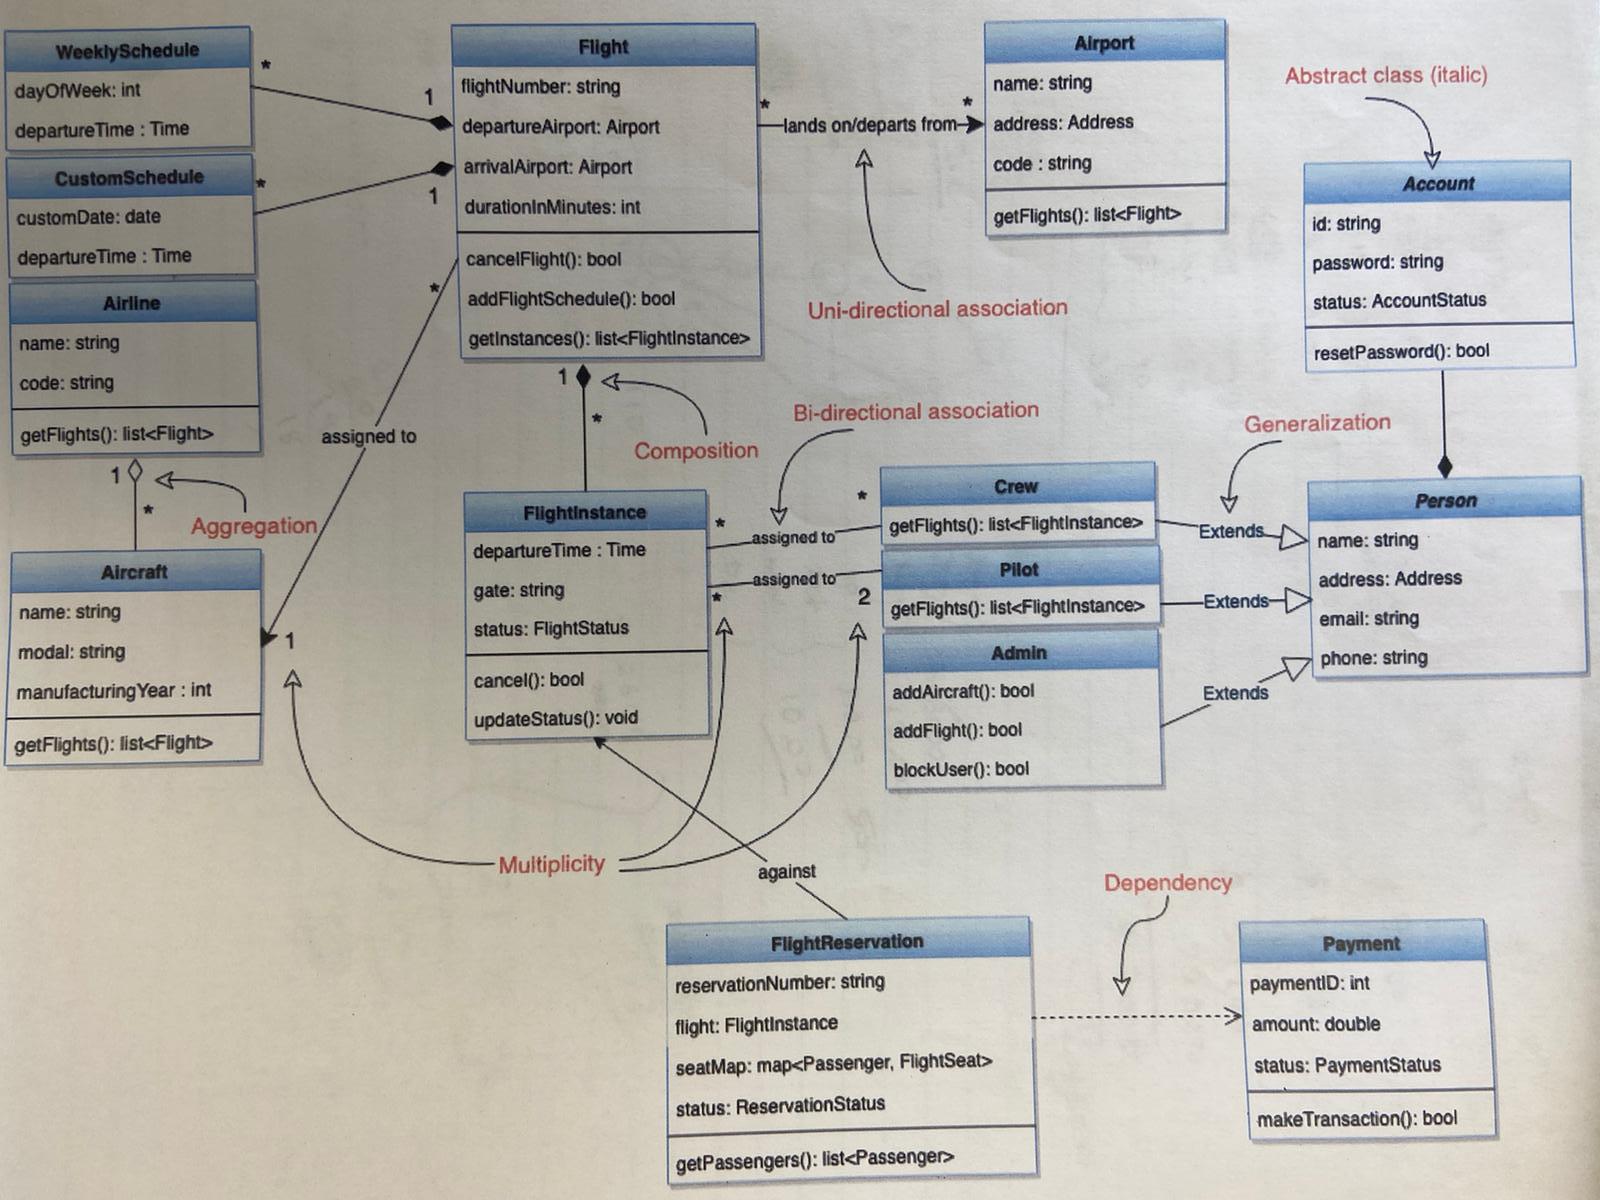 WeeklySchedule
dayOfWeek: int
departureTime : Time
*
1
CustomSchedule
customDate: date
departureTime : Time
*
1
Airline
name: string
code: string
getFlights(): list<Flight>
1
*
Aggregation
Aircraft
name: string
modal: string
manufacturingYear : int
getFlights(): list<Flight>
*
assigned to
1
Flight
flightNumber: string
departureAirport: Airport
arrivalAirport: Airport
durationInMinutes: int
cancelFlight(): bool
addFlightSchedule(): bool
getInstances(): list<FlightInstance>
*
lands on/departs from
*
Uni-directional association
Airport
name: string
address: Address
code : string
getFlights(): list<Flight>
Abstract class (italic)
Account
id: string
password: string
status: AccountStatus
resetPassword(): bool
1
*
Composition
FlightInstance
departureTime : Time
gate: string
status: FlightStatus
cancel(): bool
updateStatus(): void
Bi-directional association
*
assigned to
*
*
assigned to
2
Crew
getFlights(): list<FlightInstance>
Pilot
getFlights(): list<FlightInstance>
Admin
addAircraft(): bool
addFlight(): bool
blockUser(): bool
Generalization
Extends
Extends
Extends
Person
name: string
address: Address
email: string
phone: string
Multiplicity
against
FlightReservation
reservationNumber: string
flight: FlightInstance
seatMap: map<Passenger, FlightSeat>
status: ReservationStatus
getPassengers(): list<Passenger>
Dependency
Payment
paymentID: int
amount: double
status: PaymentStatus
makeTransaction(): bool